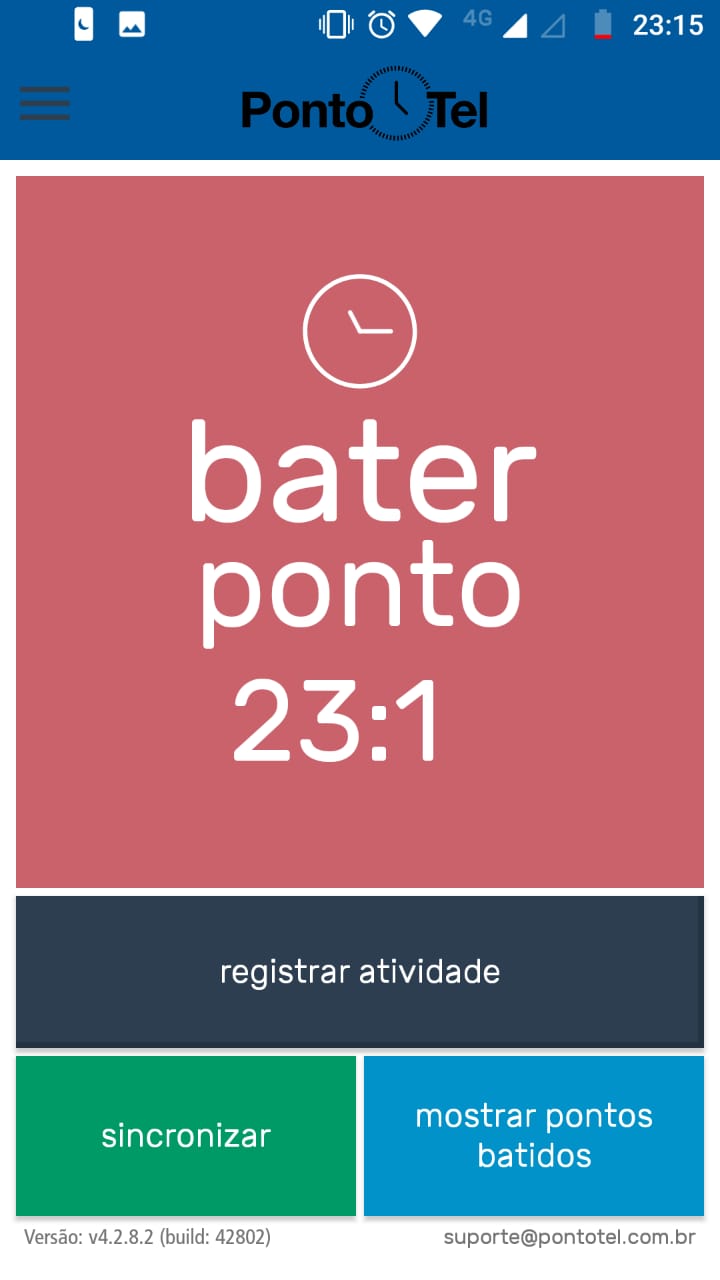 4G 23:15
PontoTel
bater
ponto
23:1
registrar atividade
sincronizar
mostrar pontos
batidos
Versão: v4.2.8.2 (build: 42802)
suporte@pontotel.com.br